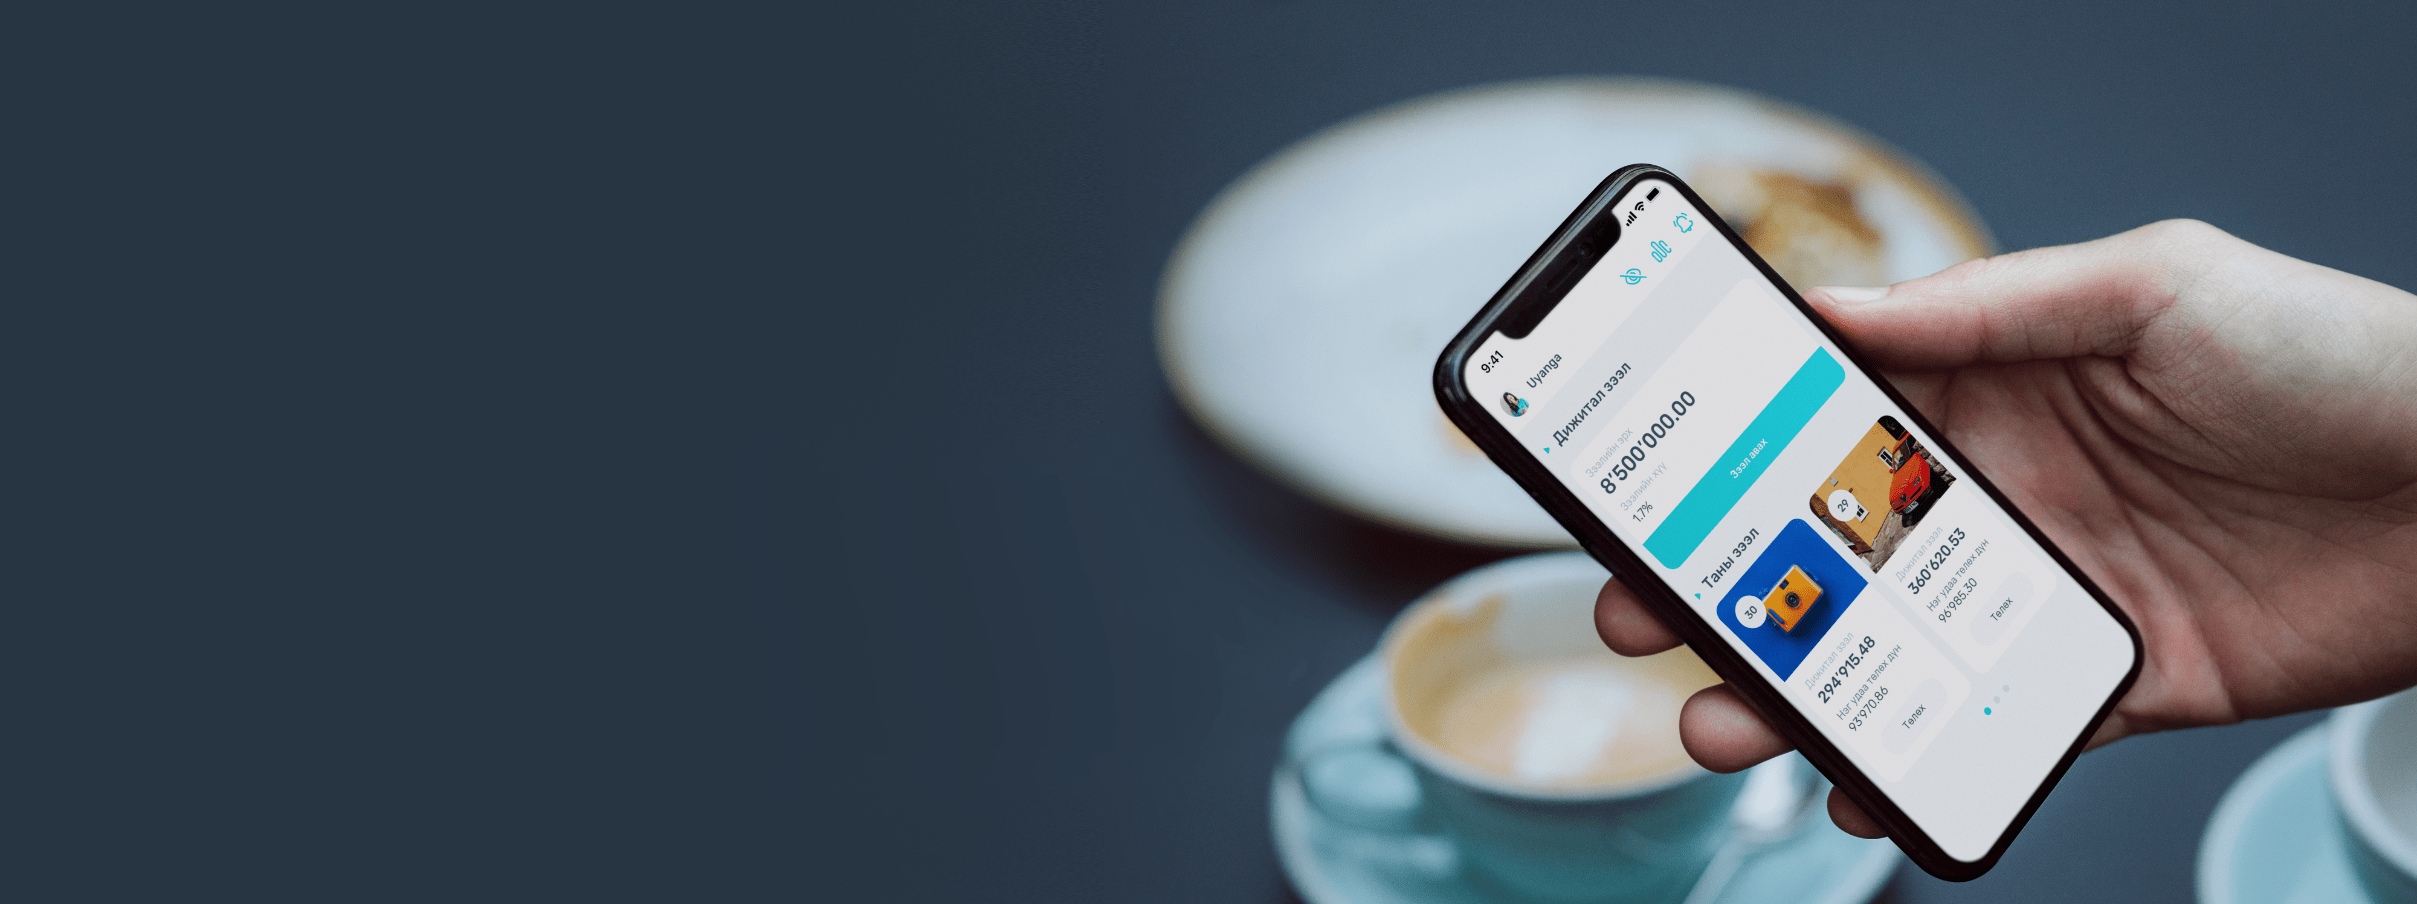 9:41
Uyanga
Дижитал зээл
Зээлийн эрх
8'500'000.00
Зээлийн хүү
1.7%
Зээл авах
Таны зээл
30
Дижитал зээл
294'915.48
Нэг удаа төлөх дүн
93'970.86
Төлөх
29
Дижитал зээл
360'620.53
Нэг удаа төлөх дүн
96'985.30
Төлөх